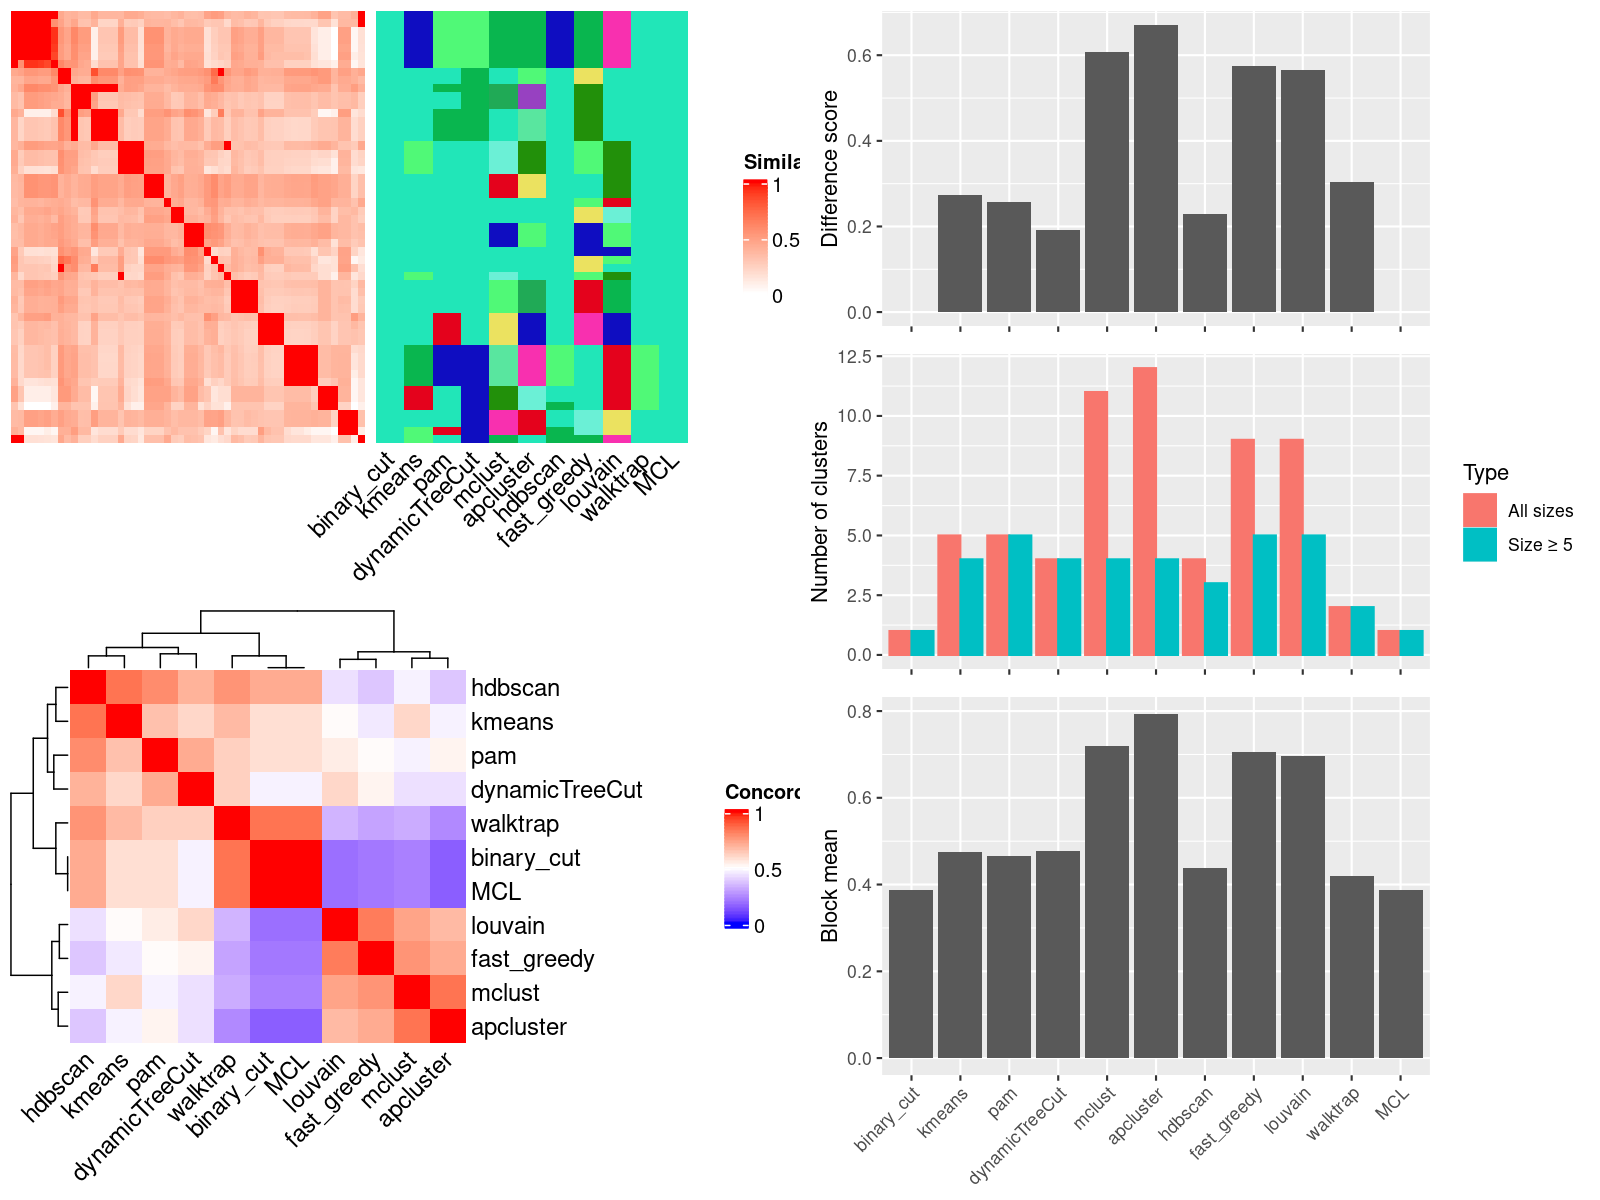 Simila
1
0.5
0
binary_cut
kmeans
pam
dynamicTreeCut
mclust
apcluster
hdbscan
fast_greedy
louvain
walktrap
MCL
hdbscan
kmeans
pam
dynamicTreeCut
walktrap
binary_cut
MCL
louvain
fast_greedy
mclust
apcluster
Concord
1
0.5
0
hdbscan
kmeans
pam
dynamicTreeCut
walktrap
binary_cut
MCL
louvain
fast_greedy
mclust
apcluster
Difference score
0.6
0.4
0.2
0.0
Number of clusters
12.5
10.0
7.5
5.0
2.5
0.0
Type
All sizes
Size ≥ 5
Block mean
0.8
0.6
0.4
0.2
0.0
binary_cut
kmeans
pam
dynamicTreeCut
mclust
apcluster
hdbscan
fast_greedy
louvain
walktrap
MCL